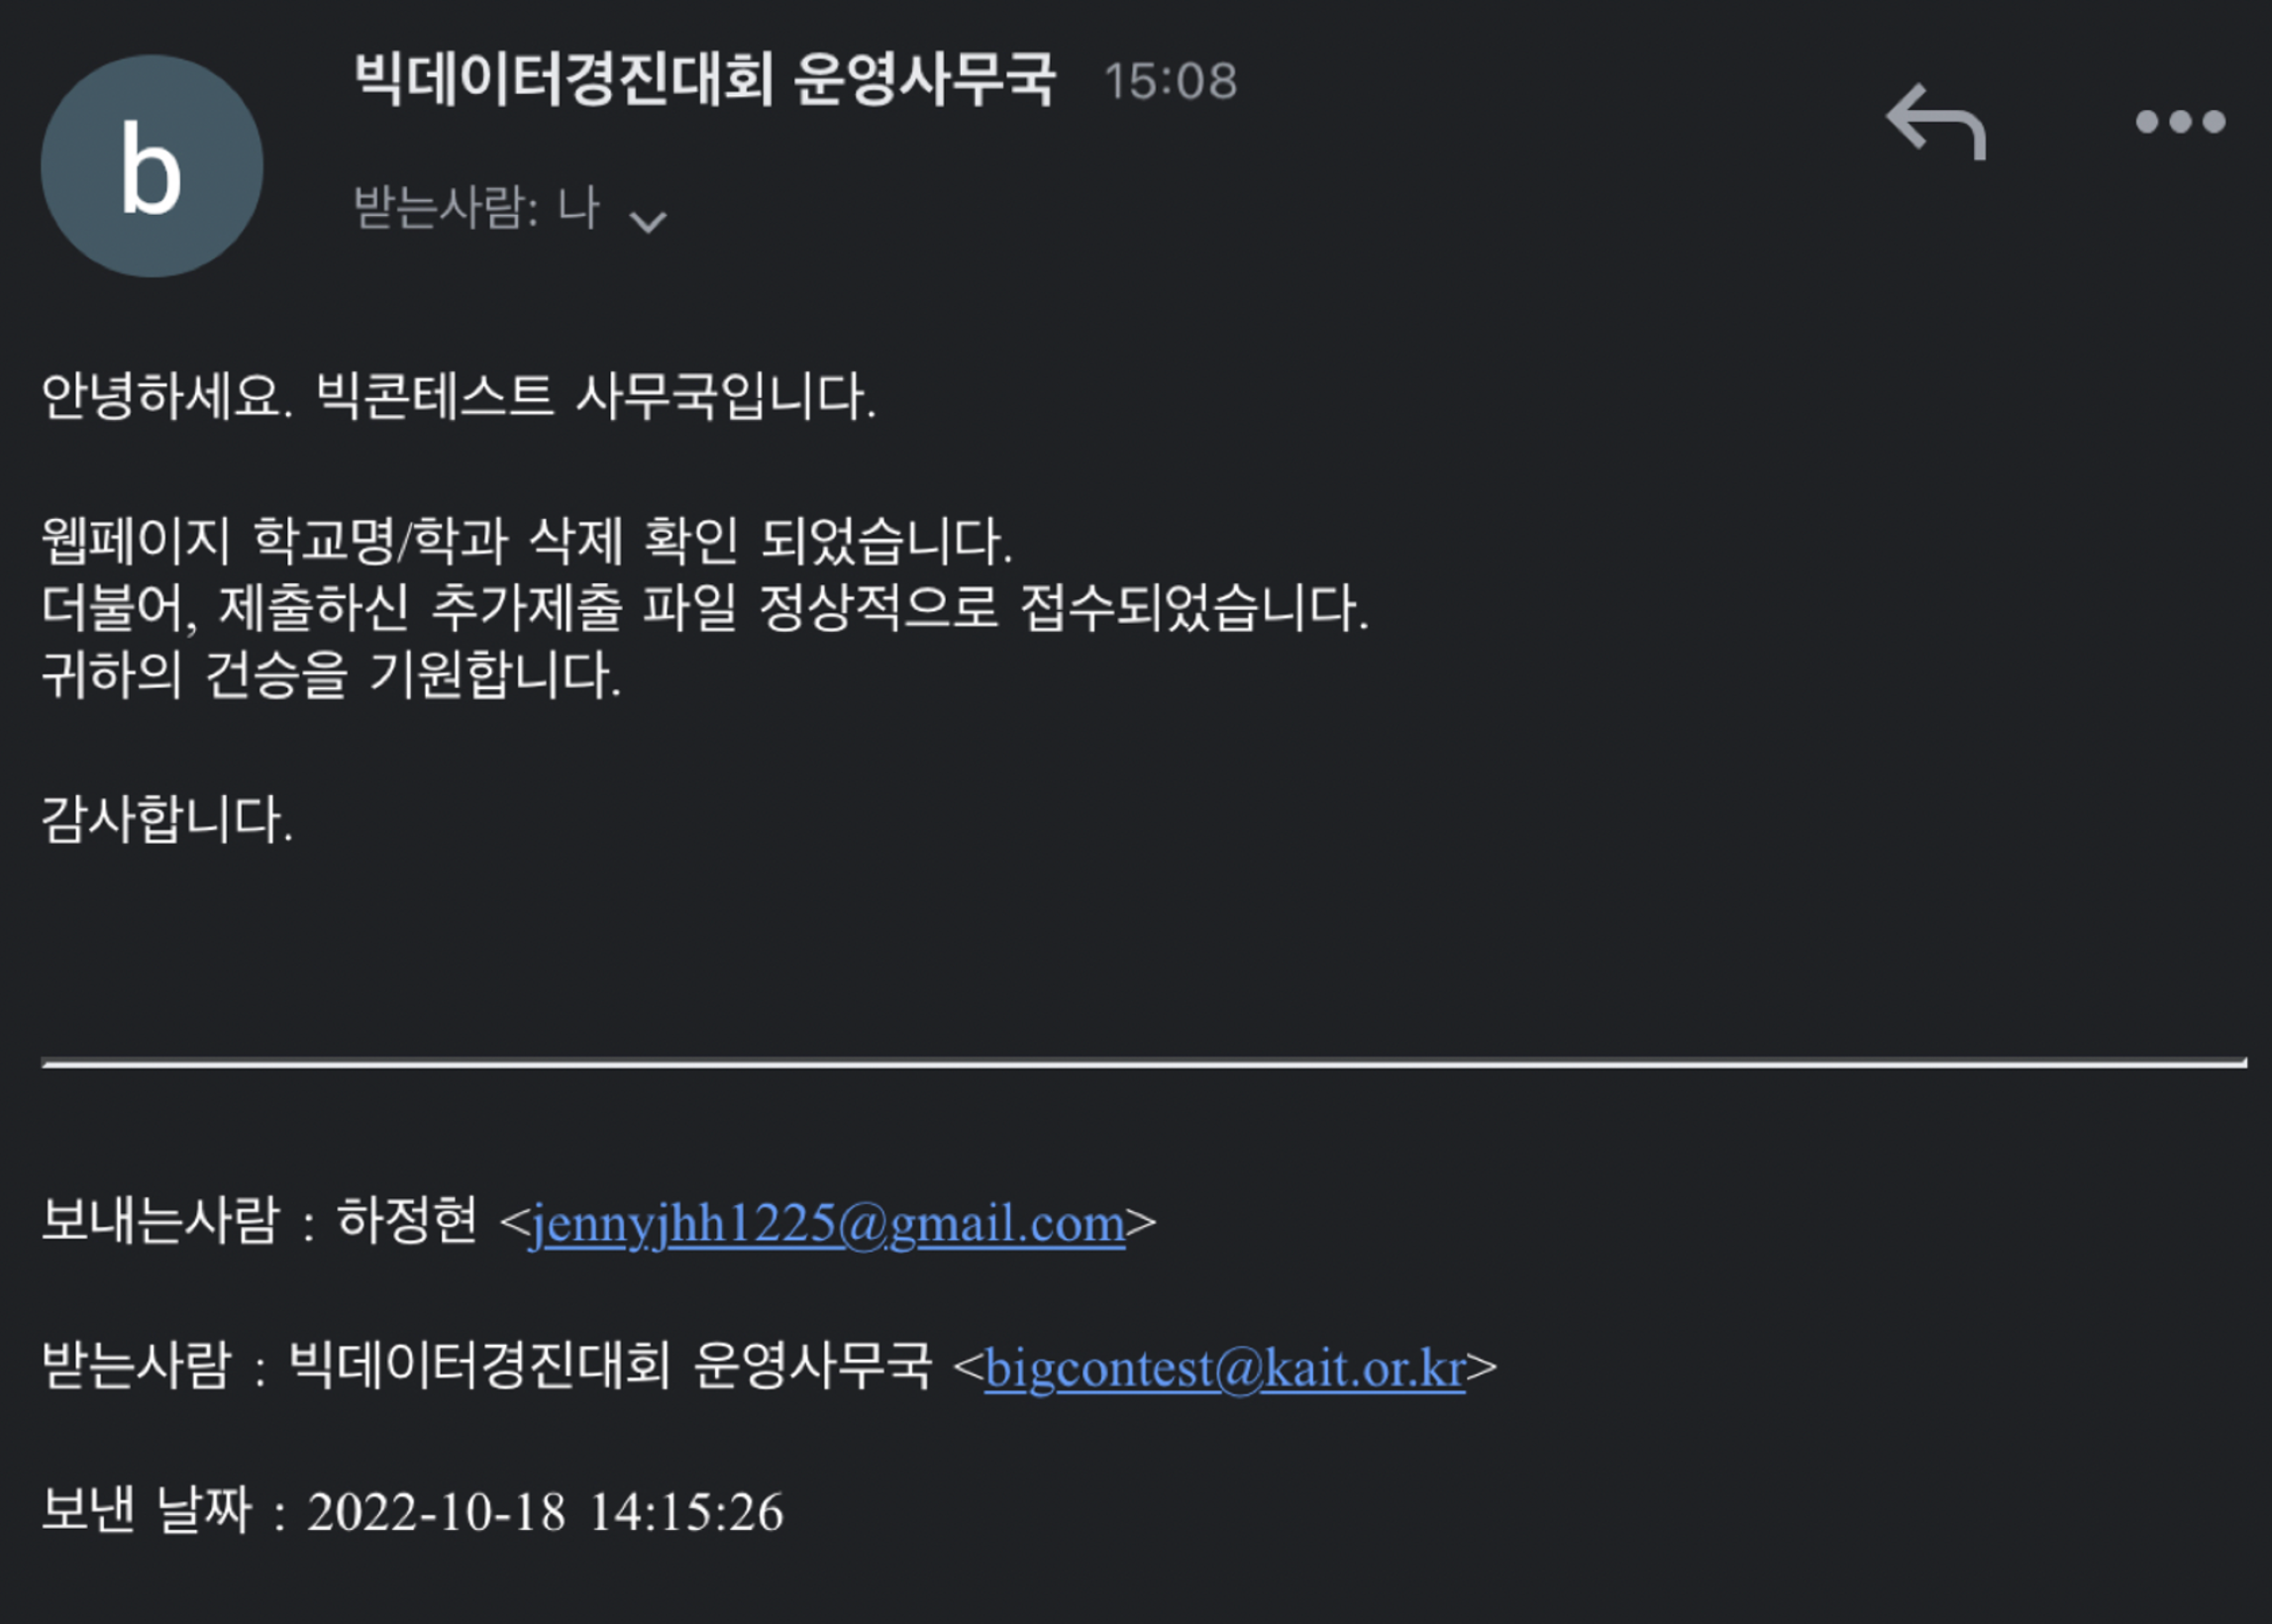 b
빅데이터경진대회 운영사무국 15:08
받는사람: 나
안녕하세요. 빅콘테스트 사무국입니다.
웹페이지 학교명/학과 삭제 확인 되었습니다.
더불어, 제출하신 추가제출 파일 정상적으로 접수되었습니다.
귀하의 건승을 기원합니다.
감사합니다.
보내는사람 : 하정현 <jennyjhh1225@gmail.com>
받는사람 : 빅데이터경진대회 운영사무국 <bigcontest@kait.or.kr>
보낸 날짜 : 2022-10-18 14:15:26